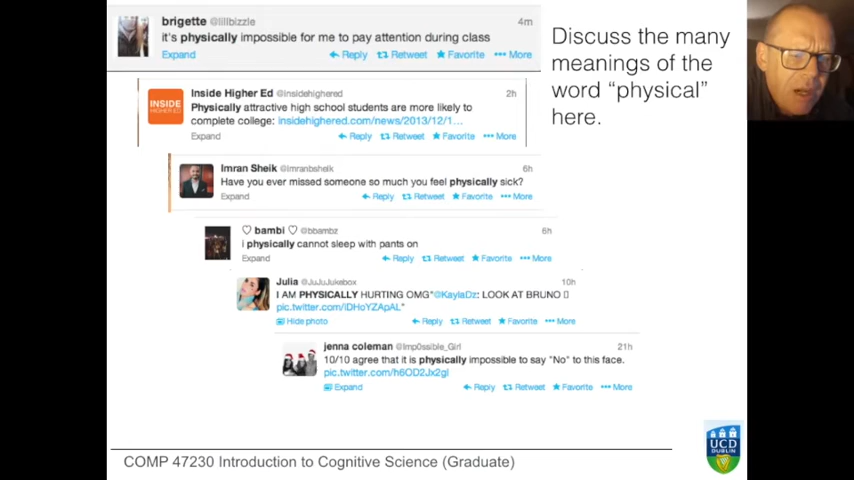 brigette @lillbizzle 4m
it's physically impossible for me to pay attention during class
Expand Reply Retweet Favorite More
Discuss the many
meanings of the
word “physical”
here.
INSIDE
HIGHER ED
Inside Higher Ed @insidehighered 2h
Physically attractive high school students are more likely to
complete college: insidehighered.com/news/2013/12/1...
Expand Reply Retweet Favorite More
Imran Sheik @imranbsheik 6h
Have you ever missed someone so much you feel physically sick?
Expand Reply Retweet Favorite More
♡ bambi ♡ @bbambz 6h
i physically cannot sleep with pants on
Expand Reply Retweet Favorite More
Julia @JuJuJukebox 10h
I AM PHYSICALLY HURTING OMG"@KaylaDz: LOOK AT BRUNO
pic.twitter.com/iDHoYZApAL"
Hide photo Reply Retweet Favorite More
jenna coleman @Imp0ssible_Girl 21h
10/10 agree that it is physically impossible to say "No" to this face.
pic.twitter.com/h6OD2Jx2gl
Expand Reply Retweet Favorite More
COMP 47230 Introduction to Cognitive Science (Graduate)
UCD
DUBLIN